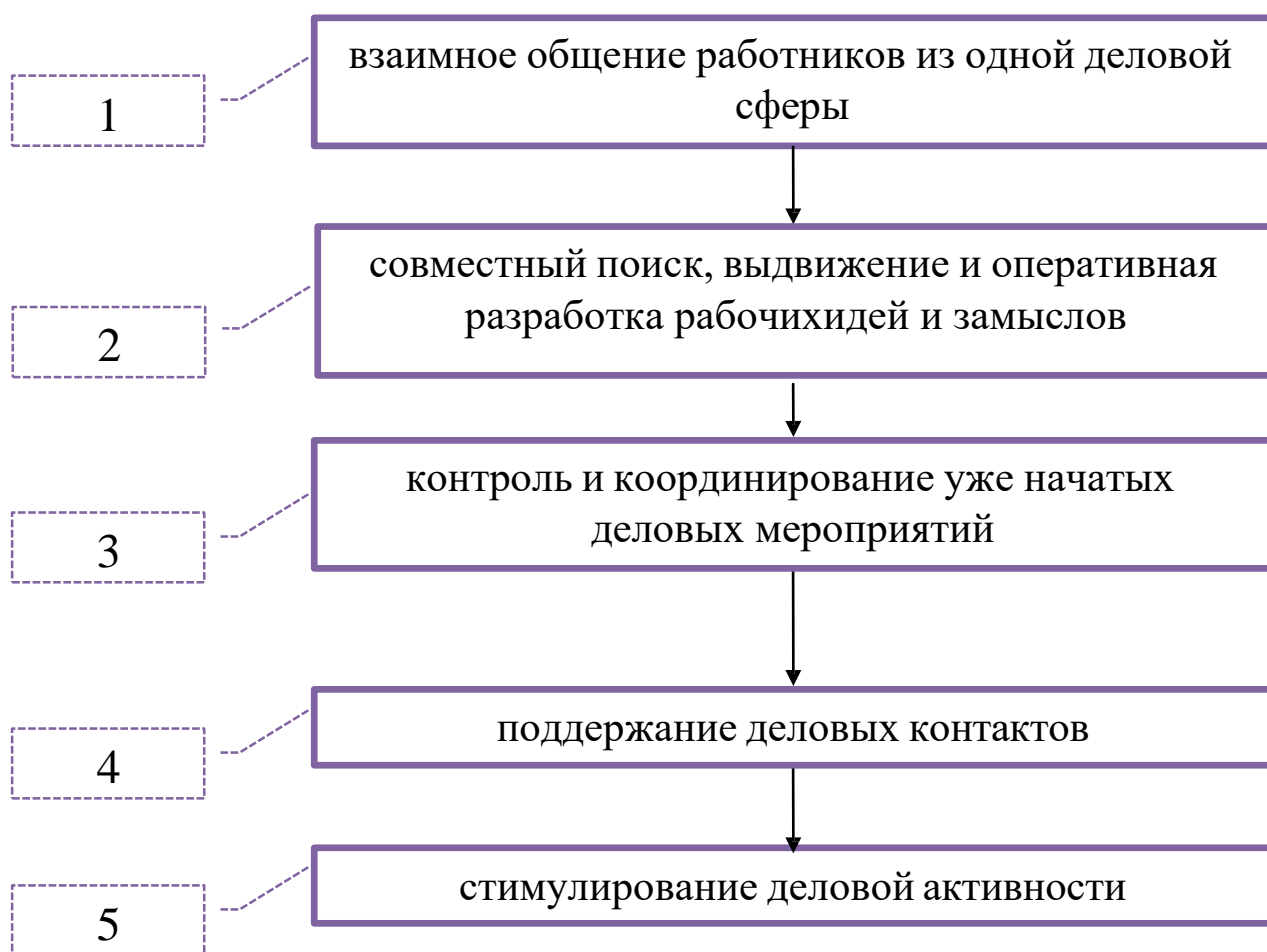 взаимное общение работников из одной деловой
сферы
1
совместный поиск, выдвижение и оперативная
разработка рабочихидей и замыслов
2
контроль и координирование уже начатых
деловых мероприятий
3
поддержание деловых контактов
4
стимулирование деловой активности
5